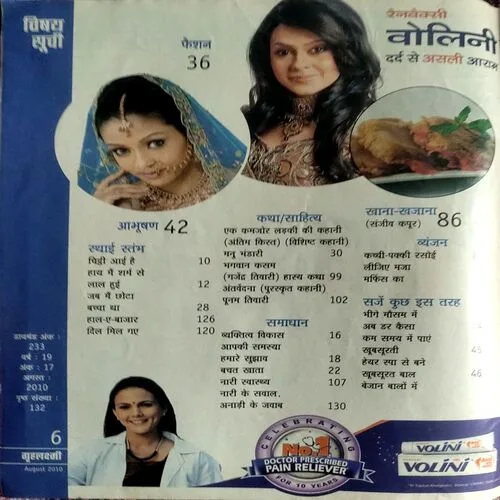 विषय
सूची
फैशन
36
रैनबैक्सी
वोलिनी
दर्द से असली आराम
आभूषण 42
स्थाई स्तंभ
चिट्ठी आई है 10
हाय मैं शर्म से
लाल हुई 12
जब मैं छोटा
बच्चा था 28
हाल-ए-बाजार 126
दिल मिल गए 120
कथा/साहित्य
एक कमजोर लड़की की कहानी
(अंतिम किस्त) (विशिष्ट कहानी)
मनु भंडारी 30
भगवान कसम
(गजेंद्र तिवारी) हास्य कथा 99
अंतर्वेदना (पुरस्कृत कहानी)
पूनम तिवारी 102
समाधान
व्यक्तित्व विकास 16
आपकी समस्या
हमारे सुझाव 18
बचत खाता 22
नारी स्वास्थ्य 107
नारी के सवाल,
अनाड़ी के जवाब 130
खाना-खजाना
(संजीव कपूर) 86
व्यंजन
कच्ची-पक्की रसोई
लीजिए मजा
मफिंस का
सजें कुछ इस तरह
भीगे मौसम में
अब डर कैसा
कम समय में पाएं
खूबसूरती
हेयर स्पा से बने
खूबसूरत बाल 46
बेजान बालों में
डायमंड अंक :
233
वर्ष : 19
अंक : 17
अगस्त :
2010
पृष्ठ संख्या :
132
6
गृहलक्ष्मी
August 2010
CELEBRATING
No.1
DOCTOR PRESCRIBED
PAIN RELIEVER
FOR 10 YEARS
VOLINI
VOLINI